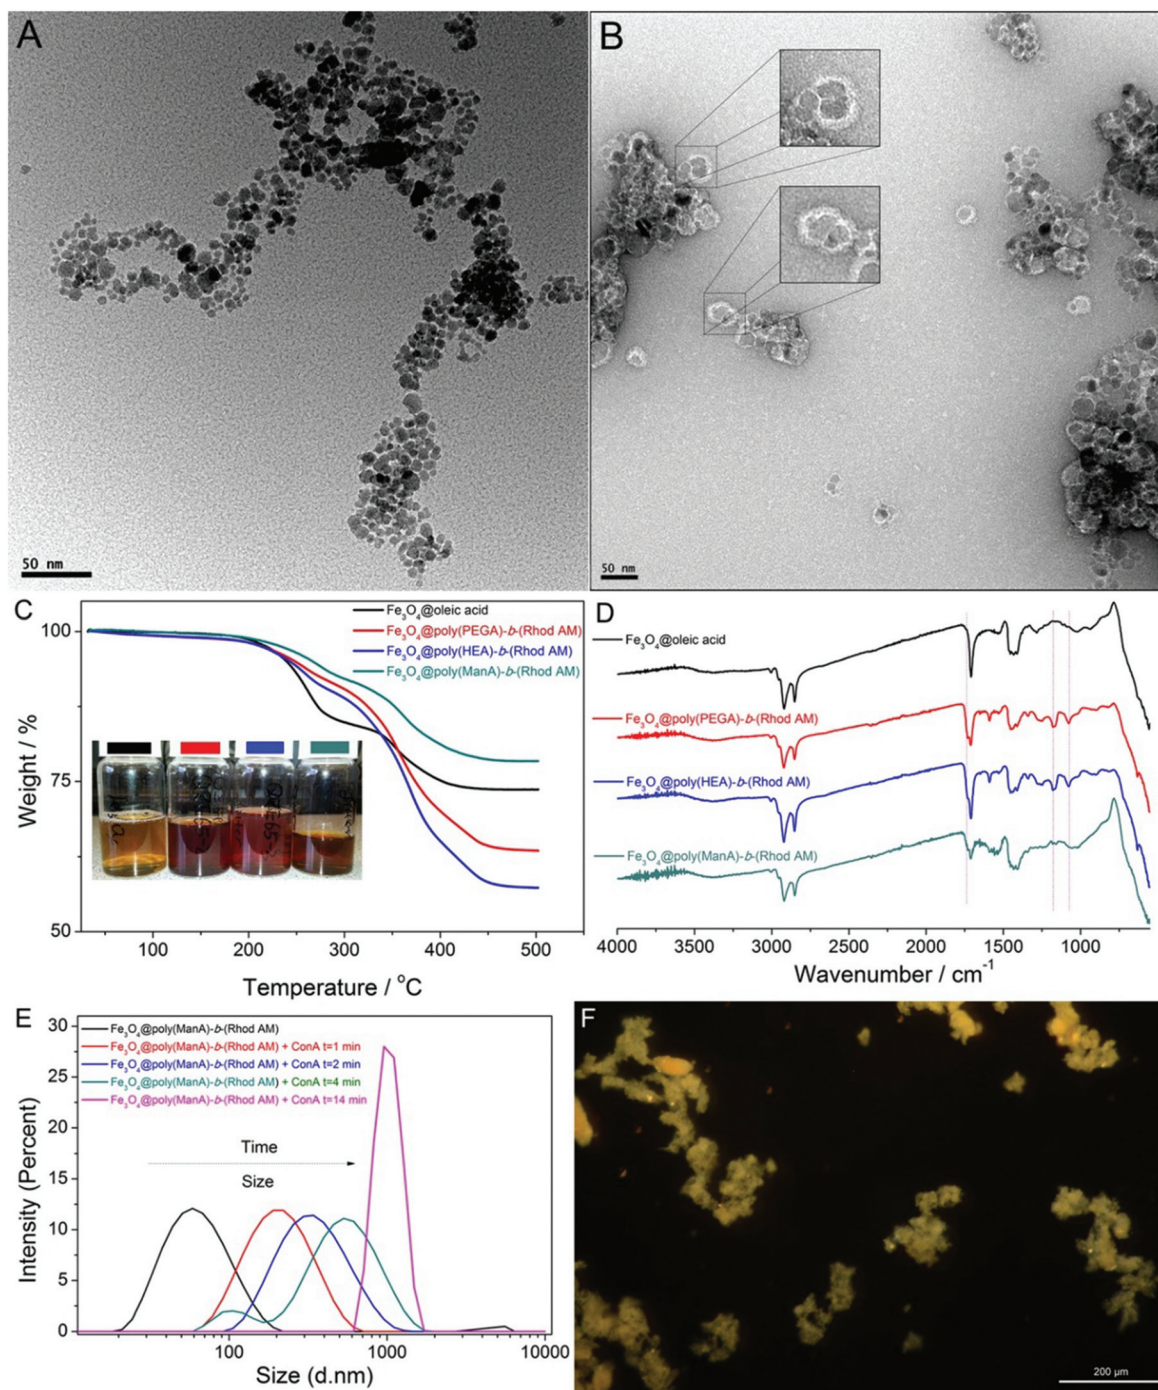 A
50 nm
B
50 nm
C
Fe₃O₄@oleic acid
Fe₃O₄@poly(PEGA)-b-(Rhod AM)
Fe₃O₄@poly(HEA)-b-(Rhod AM)
Fe₃O₄@poly(ManA)-b-(Rhod AM)
100
75
50
Weight / %
100 200 300 400 500
Temperature / °C
D
Fe₃O₄@oleic acid
Fe₃O₄@poly(PEGA)-b-(Rhod AM)
Fe₃O₄@poly(HEA)-b-(Rhod AM)
Fe₃O₄@poly(ManA)-b-(Rhod AM)
4000 3500 3000 2500 2000 1500 1000
Wavenumber / cm⁻¹
E
Fe₃O₄@poly(ManA)-b-(Rhod AM)
Fe₃O₄@poly(ManA)-b-(Rhod AM) + ConA t=1 min
Fe₃O₄@poly(ManA)-b-(Rhod AM) + ConA t=2 min
Fe₃O₄@poly(ManA)-b-(Rhod AM) + ConA t=4 min
Fe₃O₄@poly(ManA)-b-(Rhod AM) + ConA t=14 min
Time
Size
30
25
20
15
10
5
0
Intensity (Percent)
100 1000 10000
Size (d.nm)
F
200 µm